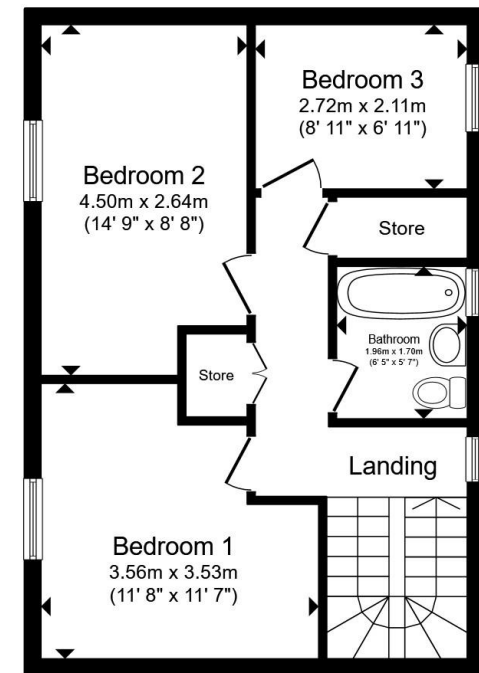 Bedroom 3
2.72m x 2.11m
(8' 11" x 6' 11")
Bedroom 2
4.50m x 2.64m
(14' 9" x 8' 8")
Store
Bathroom
1.96m x 1.70m
(6' 5" x 5' 7")
Store
Landing
Bedroom 1
3.56m x 3.53m
(11' 8" x 11' 7")